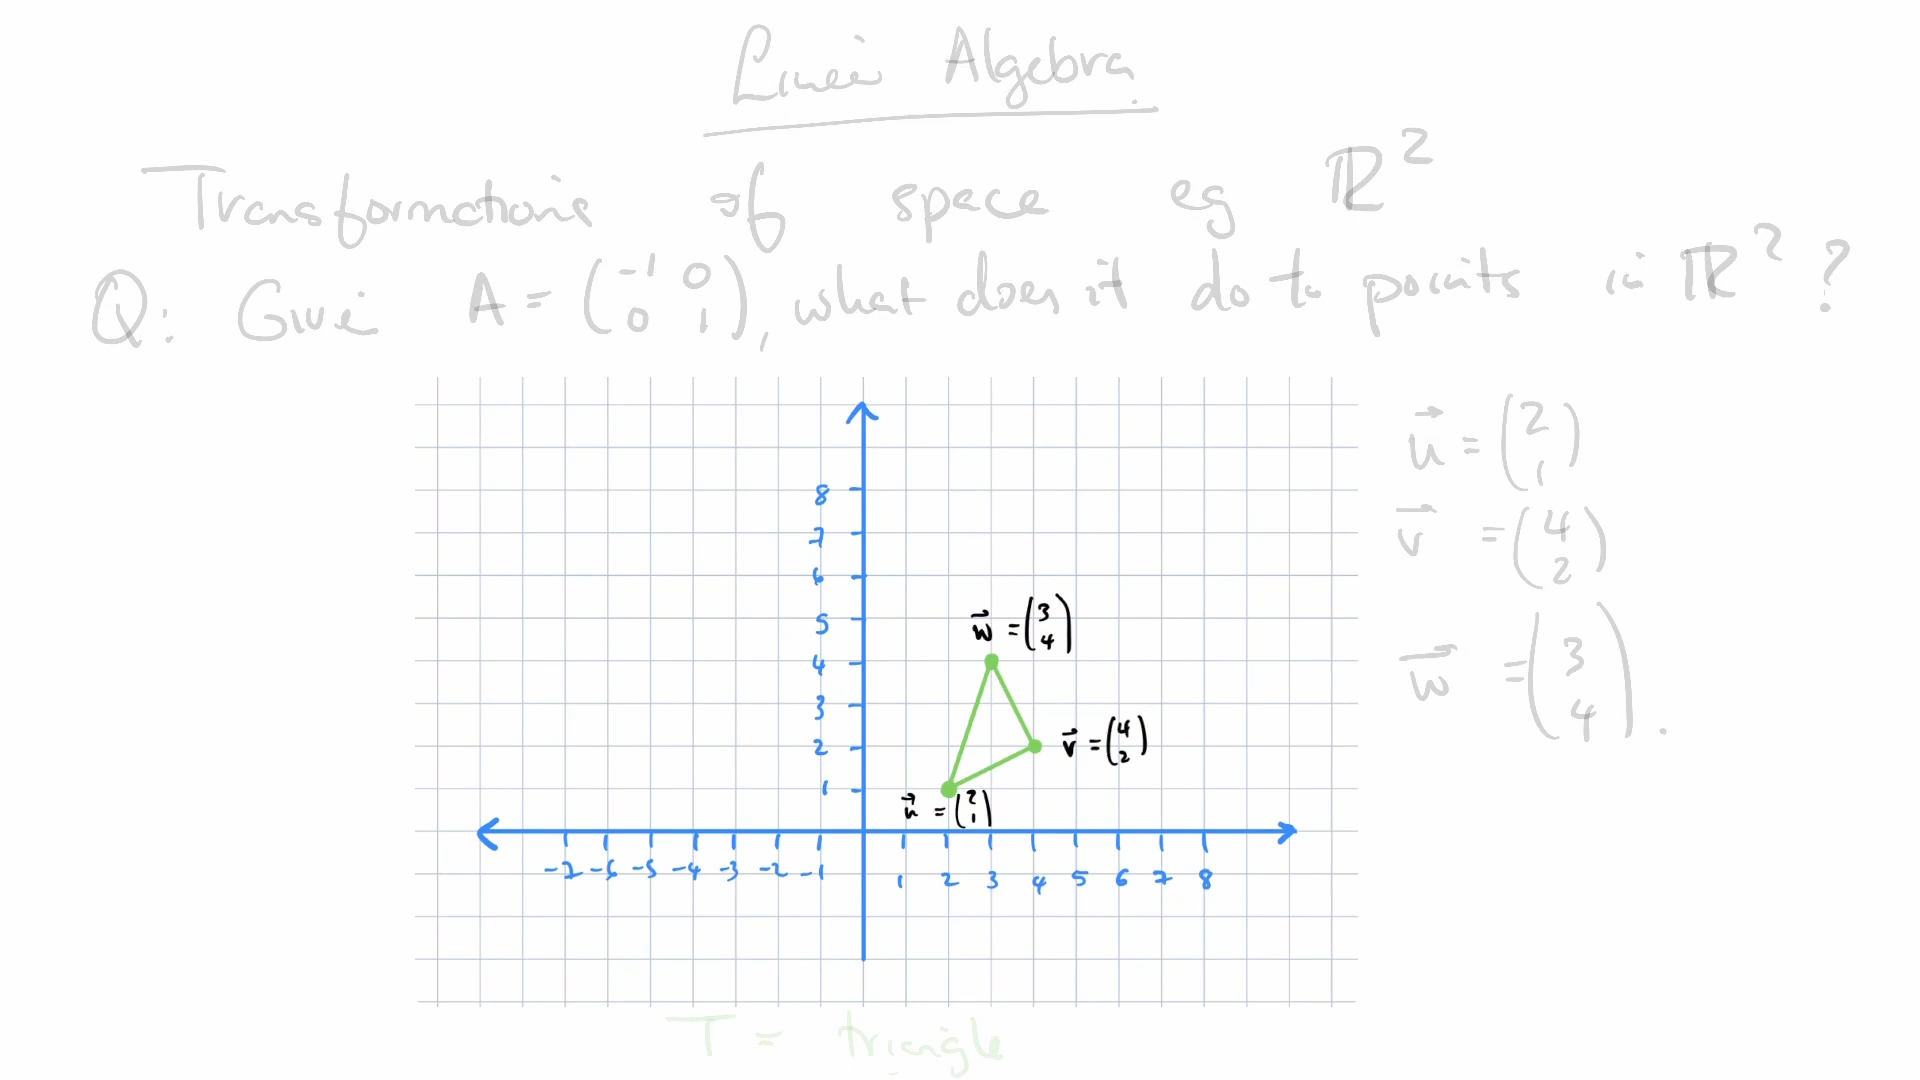 Linear Algebra
Transformations of space eg ℝ²
Q: Given A = (-1 0
0 1), what does it do to points in ℝ²?
u⃗ = (2
1)
v⃗ = (4
2)
w⃗ = (3
4).
8
7
6
5
4
3
2
1
w⃗ = (3
4)
v⃗ = (4
2)
u⃗ = (2
1)
-7 -6 -5 -4 -3 -2 -1 1 2 3 4 5 6 7 8
T = triangle